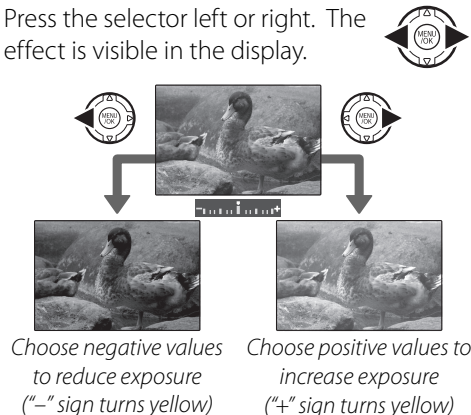 Press the selector left or right. The
effect is visible in the display.
MENU
/OK
MENU
/OK
MENU
/OK
– +
Choose negative values
to reduce exposure
(“–” sign turns yellow)
Choose positive values to
increase exposure
(“+” sign turns yellow)